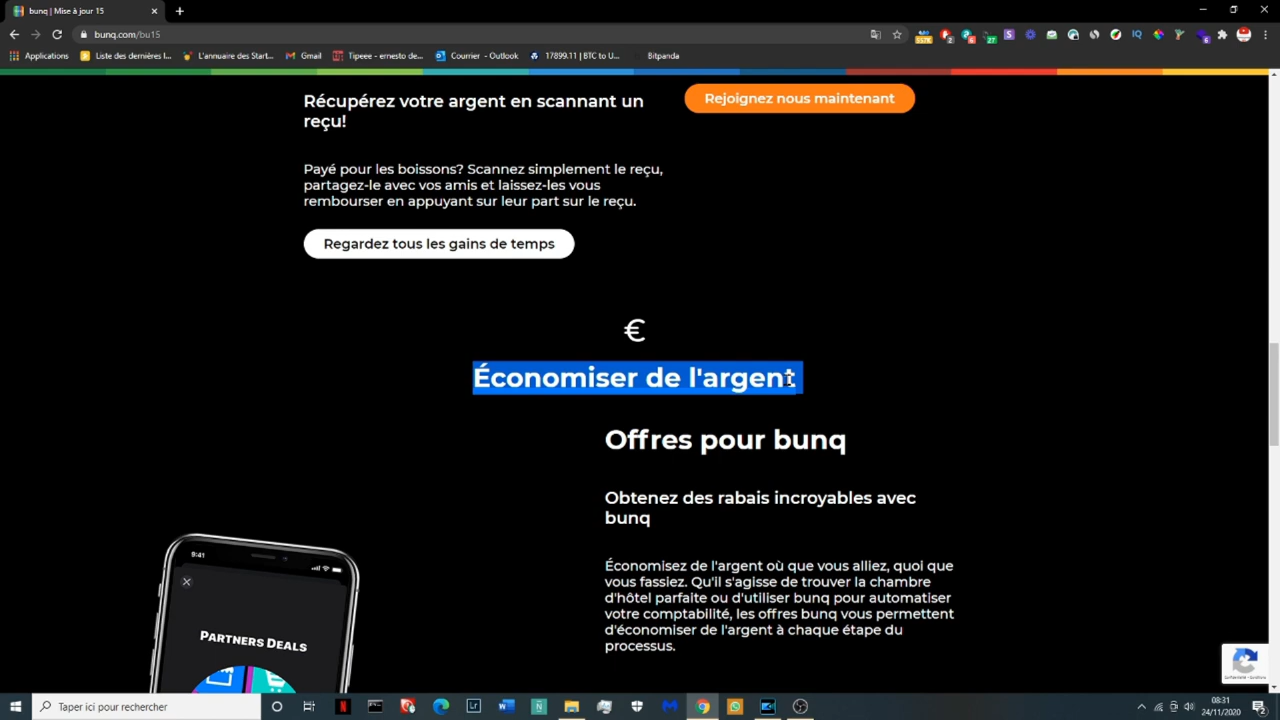 bunq | Mise à jour 15
bunq.com/bu15
Applications
Liste des dernières l...
L'annuaire des Start...
Gmail
Tipeee - ernesto de...
Courrier - Outlook
17899.11 | BTC to U...
Bitpanda
Récupérez votre argent en scannant un
reçu!
Rejoignez nous maintenant
Payé pour les boissons? Scannez simplement le reçu,
partagez-le avec vos amis et laissez-les vous
rembourser en appuyant sur leur part sur le reçu.
Regardez tous les gains de temps
€
Économiser de l'argent
Offres pour bunq
Obtenez des rabais incroyables avec
bunq
Économisez de l'argent où que vous alliez, quoi que
vous fassiez. Qu'il s'agisse de trouver la chambre
d'hôtel parfaite ou d'utiliser bunq pour automatiser
votre comptabilité, les offres bunq vous permettent
d'économiser de l'argent à chaque étape du
processus.
9:41
PARTNERS DEALS
Taper ici pour rechercher
08:31
24/11/2020